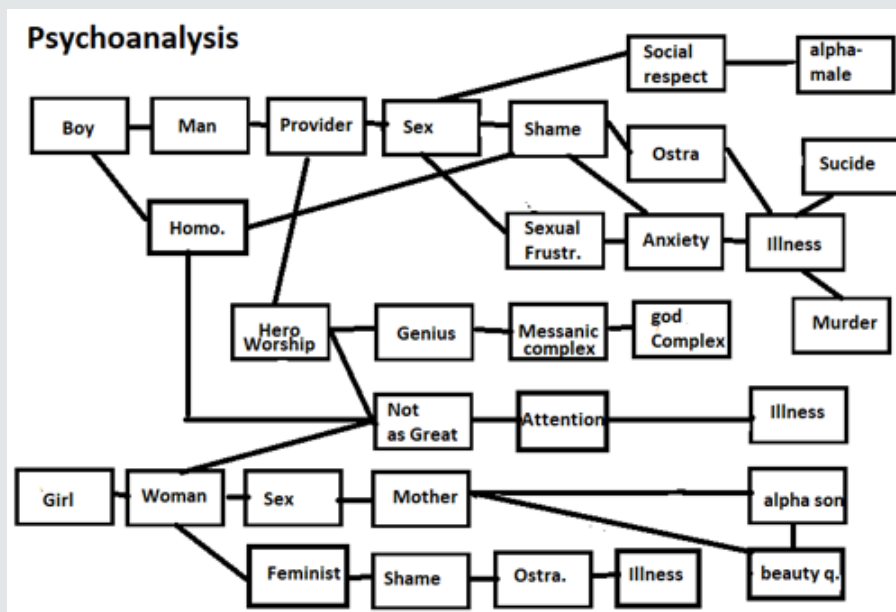 Psychoanalysis
Social
respect
alpha-
male
Boy
Man
Provider
Sex
Shame
Ostra
Sucide
Homo.
Sexual
Frustr.
Anxiety
Illness
Hero
Worship
Genius
Messanic
complex
god
Complex
Murder
Not
as Great
Attention
Illness
Girl
Woman
Sex
Mother
alpha son
Feminist
Shame
Ostra.
Illness
beauty q.